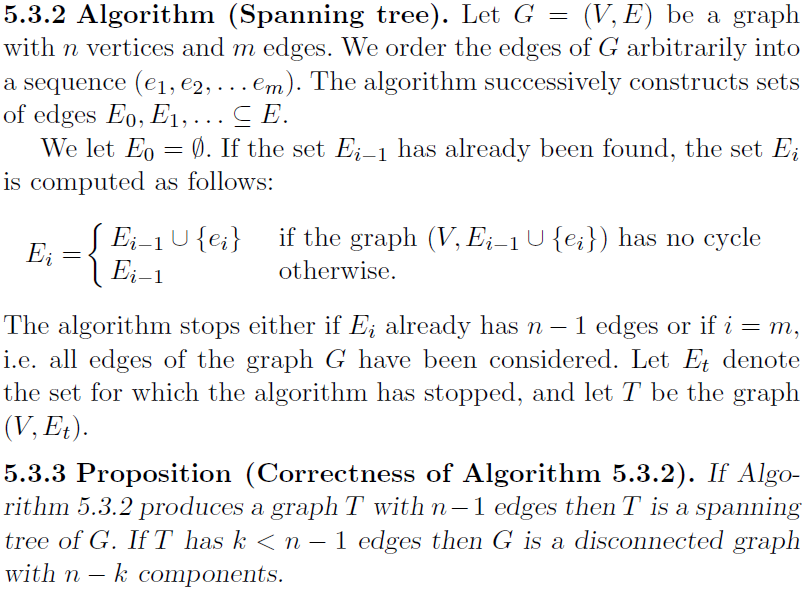 5.3.2 Algorithm (Spanning tree). Let G = (V, E) be a graph
with n vertices and m edges. We order the edges of G arbitrarily into
a sequence (e₁, e₂, . . . eₘ). The algorithm successively constructs sets
of edges E₀, E₁, . . . ⊆ E.
We let E₀ = ∅. If the set Eᵢ₋₁ has already been found, the set Eᵢ
is computed as follows:
Eᵢ = { Eᵢ₋₁ ∪ {eᵢ} if the graph (V, Eᵢ₋₁ ∪ {eᵢ}) has no cycle
Eᵢ₋₁ otherwise.
The algorithm stops either if Eᵢ already has n − 1 edges or if i = m,
i.e. all edges of the graph G have been considered. Let Eₜ denote
the set for which the algorithm has stopped, and let T be the graph
(V, Eₜ).
5.3.3 Proposition (Correctness of Algorithm 5.3.2). If Algo-
rithm 5.3.2 produces a graph T with n − 1 edges then T is a spanning
tree of G. If T has k < n − 1 edges then G is a disconnected graph
with n − k components.